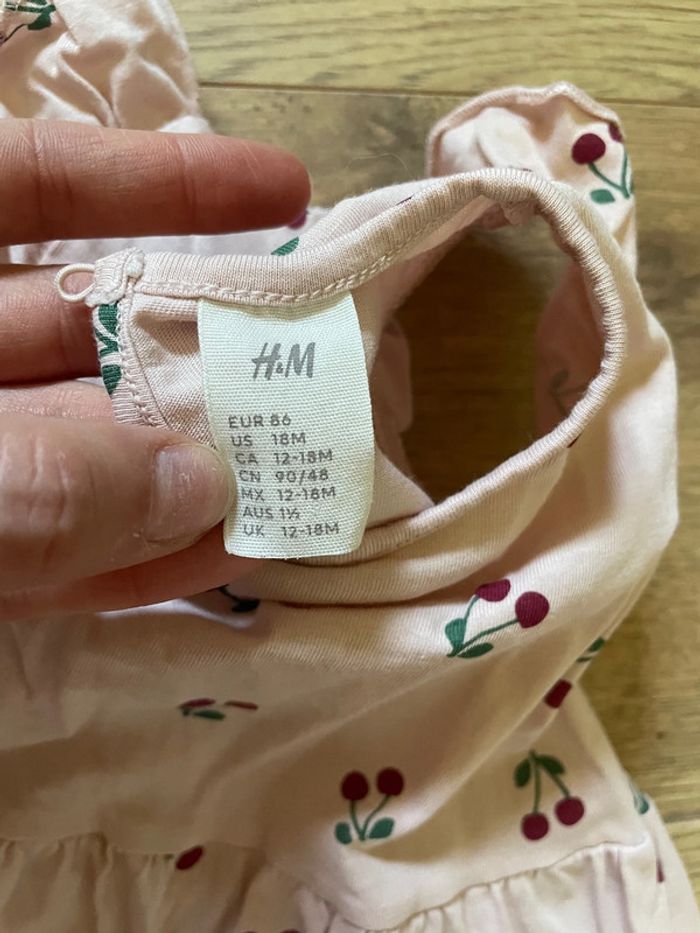 H&M
EUR 86
US 18M
CA 12-18M
CN 90/48
MX 12-18M
AUS 1½
UK 12-18M